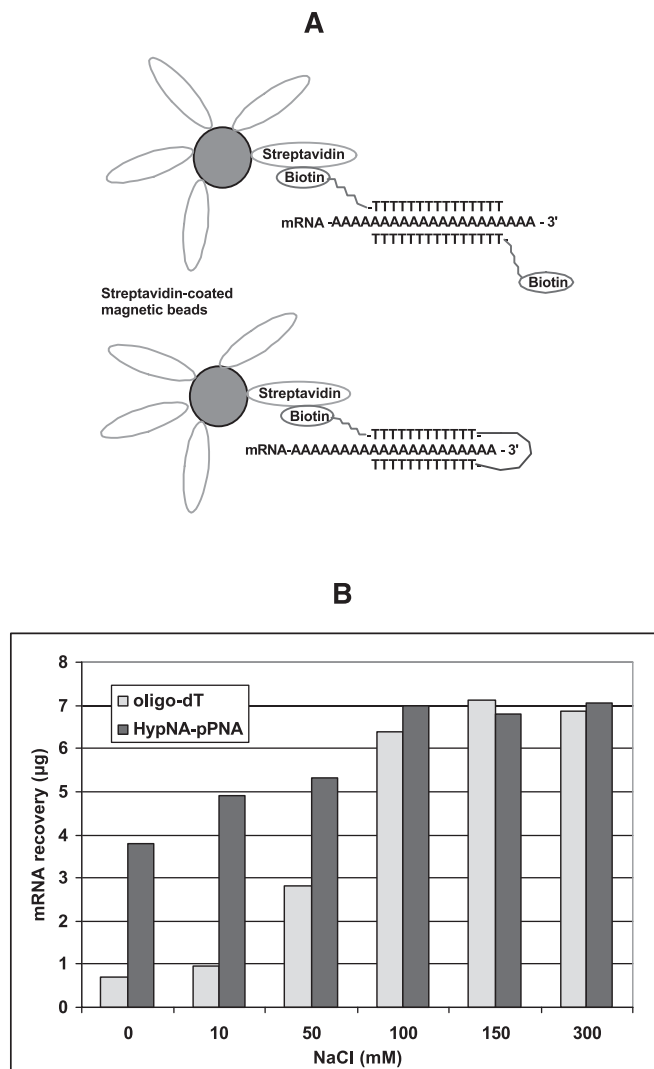 A
Streptavidin
Biotin
-TTTTTTTTTTTTTTT
mRNA -AAAAAAAAAAAAAAAAAAAA - 3'
TTTTTTTTTTTTTTT-
Biotin
Streptavidin-coated
magnetic beads
Streptavidin
Biotin
-TTTTTTTTTTTT-
mRNA-AAAAAAAAAAAAAAAAAAAA - 3'
TTTTTTTTTTTT-
B
8
7
6
5
4
3
2
1
0
mRNA recovery (µg)
oligo-dT
HypNA-pPNA
0 10 50 100 150 300
NaCl (mM)